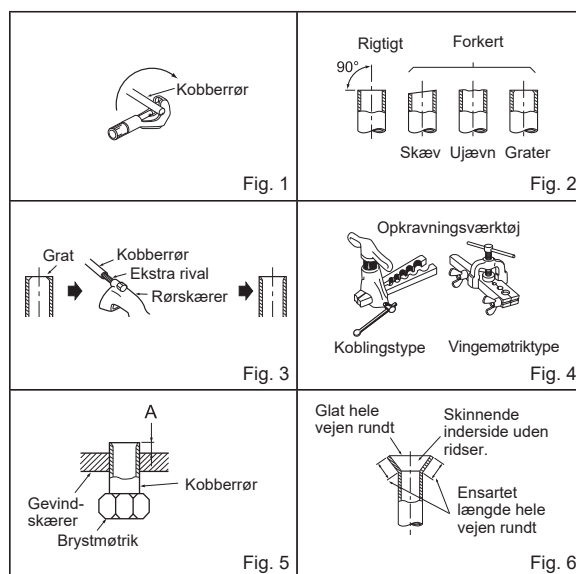 Kobberrør
Fig. 1
Rigtigt
Forkert
90°
Skæv
Ujævn
Grater
Fig. 2
Grat
Kobberrør
Ekstra rival
Rørskærer
Fig. 3
Opkravningsværktøj
Koblingstype
Vingemøtriktype
Fig. 4
A
Kobberrør
Gevind-
skærer
Brystmøtrik
Fig. 5
Glat hele
vejen rundt
Skinnende
inderside uden
ridser.
Ensartet
længde hele
vejen rundt
Fig. 6